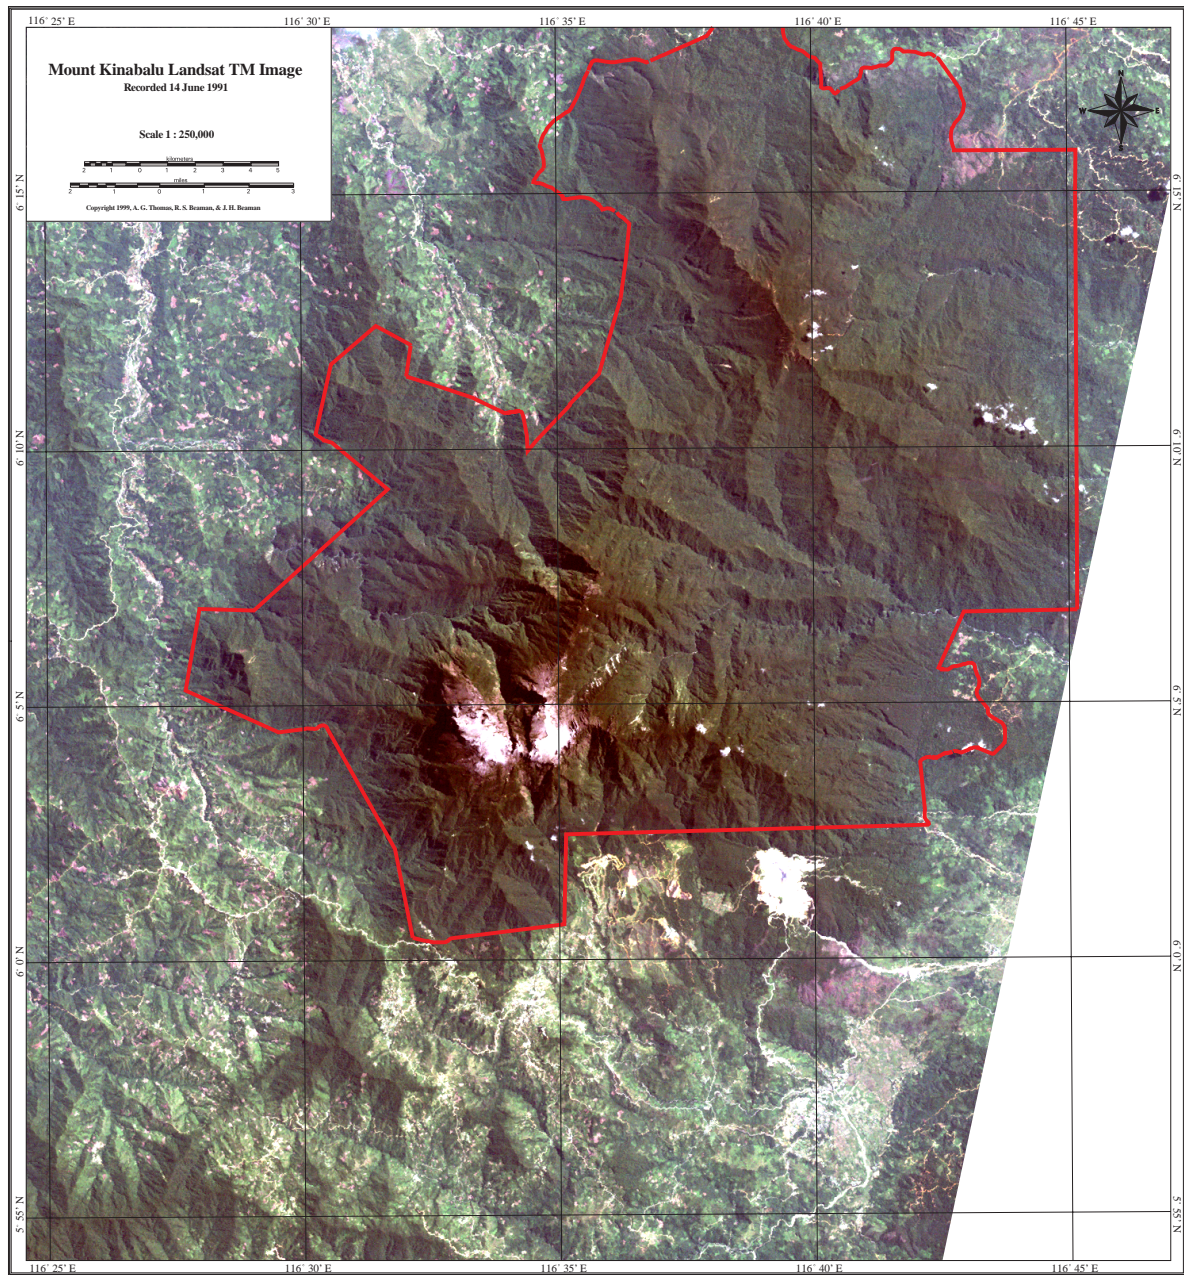 116° 25' E 116° 30' E 116° 35' E 116° 40' E 116° 45' E
Mount Kinabalu Landsat TM Image
Recorded 14 June 1991
Scale 1 : 250,000
kilometers
2 1 0 1 2 3 4 5
miles
2 1 0 1 2 3
Copyright 1999, A. G. Thomas, R. S. Beaman, & J. H. Beaman
N
W E
S
6° 15' N 6° 15' N
6° 10' N 6° 10' N
6° 5' N 6° 5' N
6° 0' N 6° 0' N
5° 55' N 5° 55' N
116° 25' E 116° 30' E 116° 35' E 116° 40' E 116° 45' E